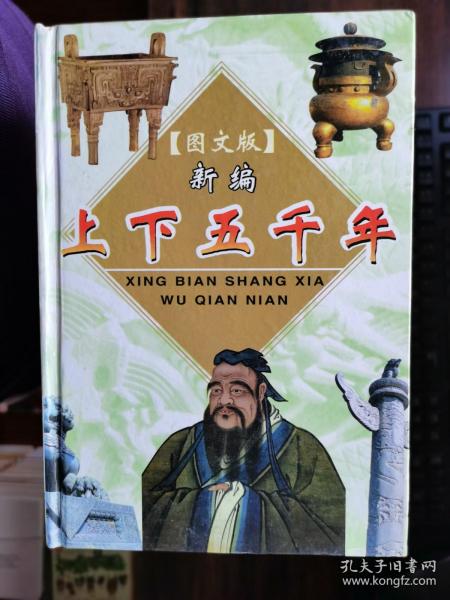 【图文版】
新编
上下五千年
XING BIAN SHANG XIA
WU QIAN NIAN
孔夫子旧书网
www.kongfz.com